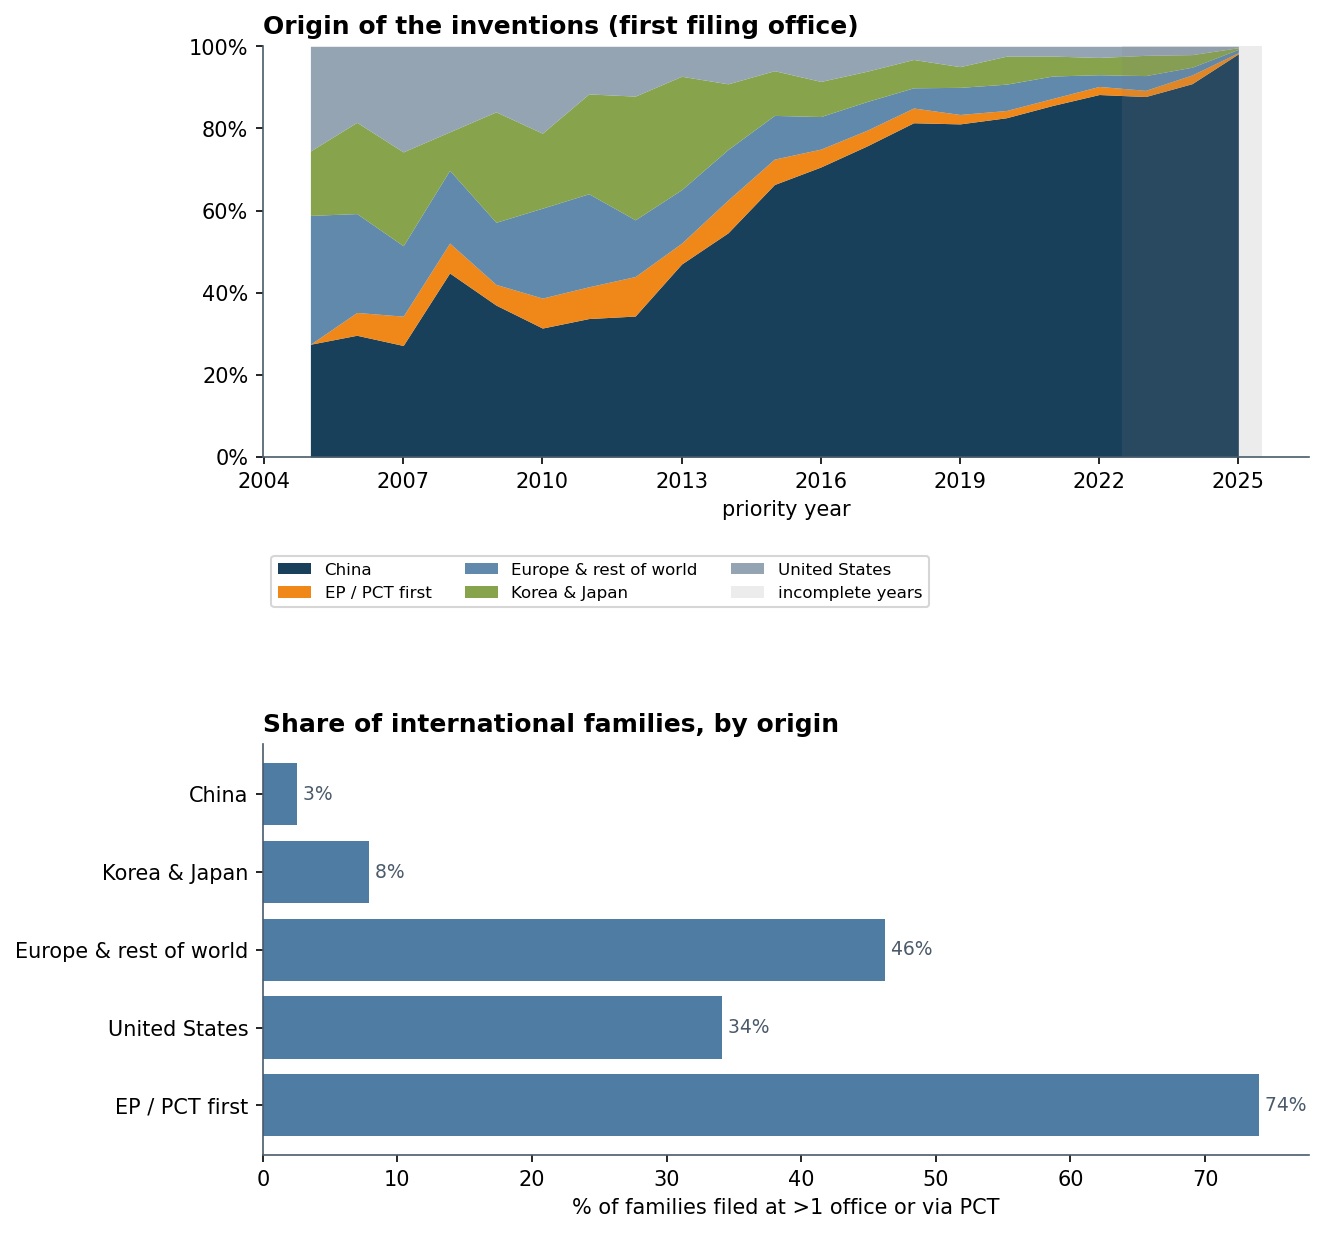 Origin of the inventions (first filing office)
100%
80%
60%
40%
20%
0%
2004 2007 2010 2013 2016 2019 2022 2025
priority year
China Europe & rest of world United States
EP / PCT first Korea & Japan incomplete years
Share of international families, by origin
China 3%
Korea & Japan 8%
Europe & rest of world 46%
United States 34%
EP / PCT first 74%
0 10 20 30 40 50 60 70
% of families filed at >1 office or via PCT